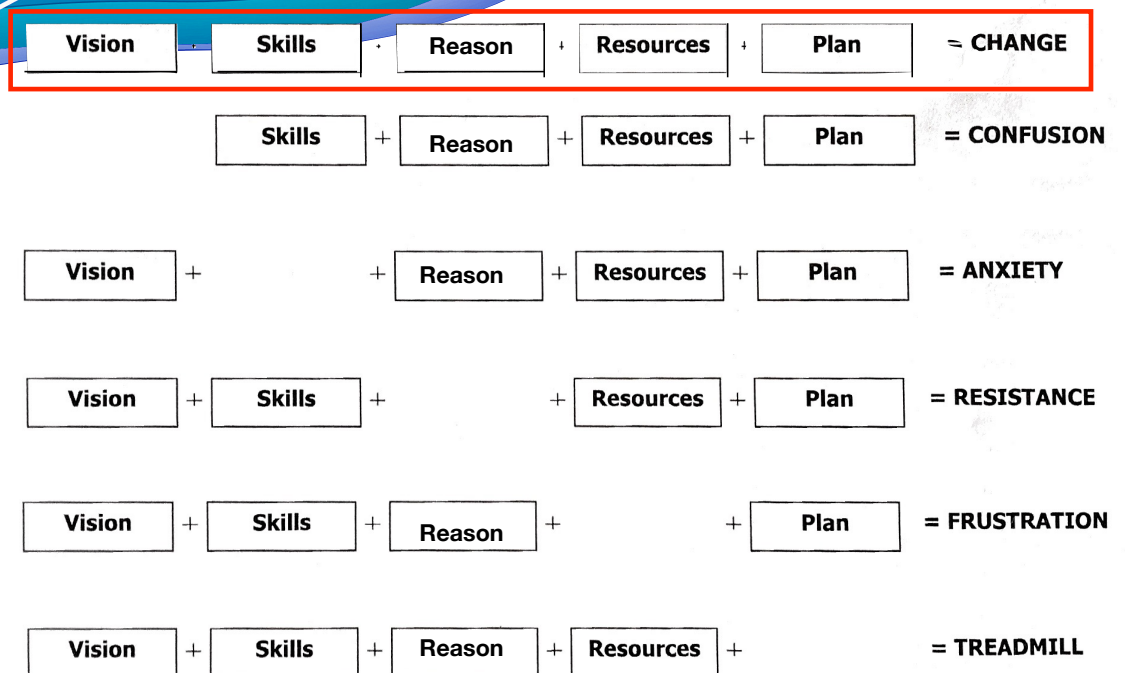 Vision + Skills + Reason + Resources + Plan = CHANGE
Skills + Reason + Resources + Plan = CONFUSION
Vision + + Reason + Resources + Plan = ANXIETY
Vision + Skills + + Resources + Plan = RESISTANCE
Vision + Skills + Reason + + Plan = FRUSTRATION
Vision + Skills + Reason + Resources + = TREADMILL